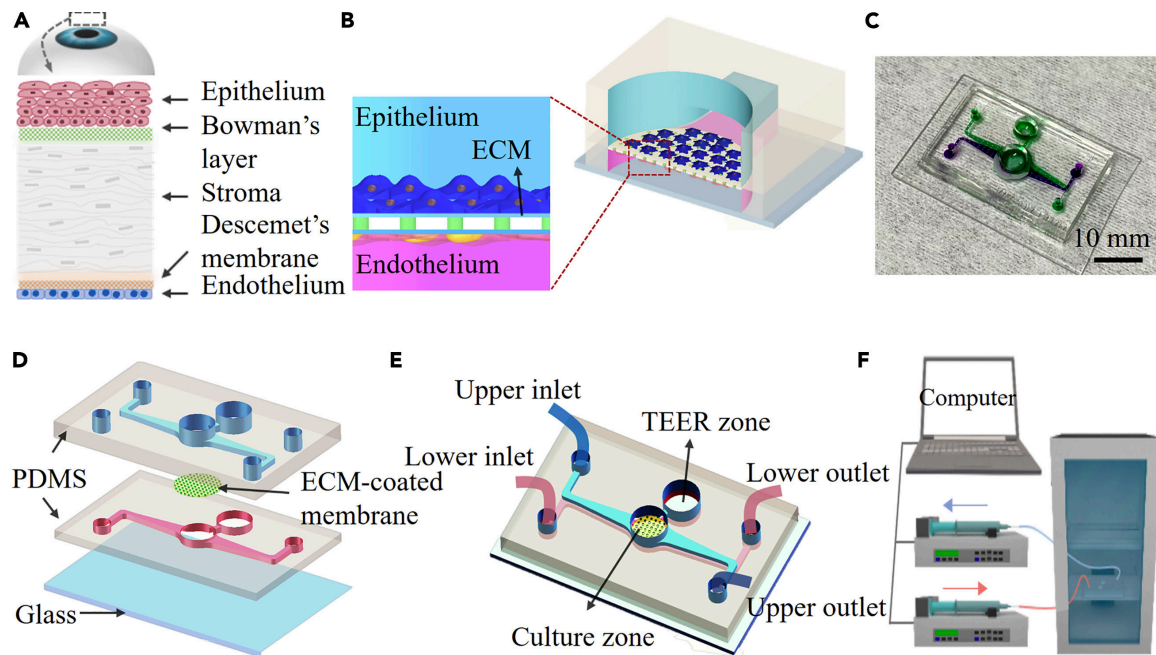 A
Epithelium
Bowman's
layer
Stroma
Descemet's
membrane
Endothelium
B
Epithelium
ECM
Endothelium
C
10 mm
D
PDMS
ECM-coated
membrane
Glass
E
Upper inlet
TEER zone
Lower inlet
Lower outlet
Upper outlet
Culture zone
F
Computer